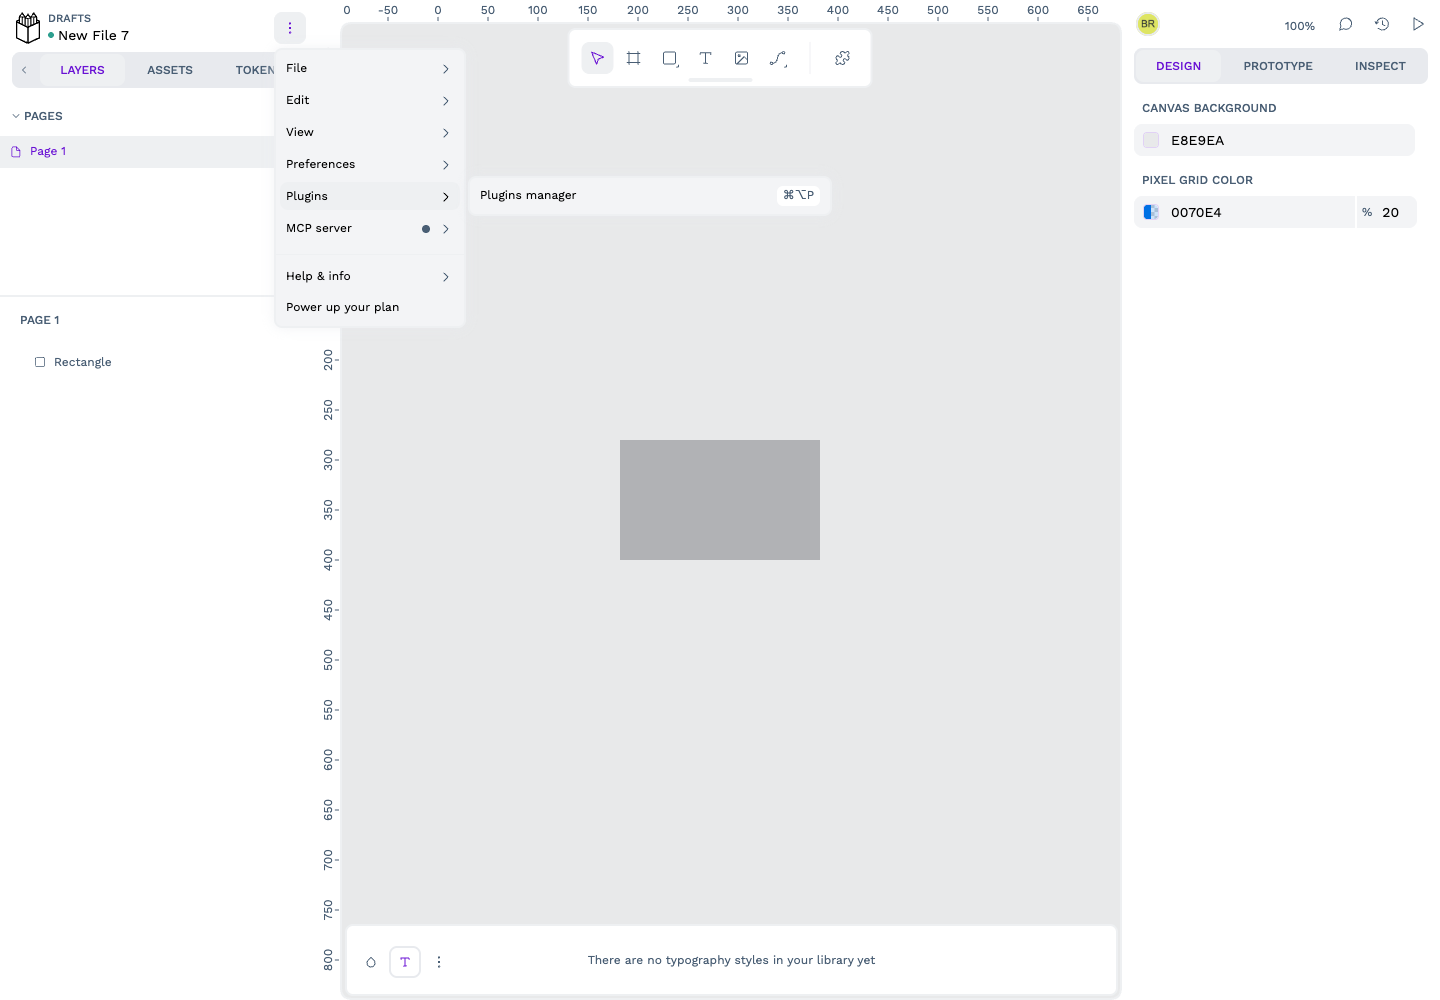 DRAFTS
New File 7
LAYERS
ASSETS
TOKEN
PAGES
Page 1
PAGE 1
Rectangle
File
Edit
View
Preferences
Plugins
MCP server
Help & info
Power up your plan
Plugins manager
⌘⌥P
0 -50 0 50 100 150 200 250 300 350 400 450 500 550 600 650
200
250
300
350
400
450
500
550
600
650
700
750
800
There are no typography styles in your library yet
BR
100%
DESIGN
PROTOTYPE
INSPECT
CANVAS BACKGROUND
E8E9EA
PIXEL GRID COLOR
0070E4
% 20